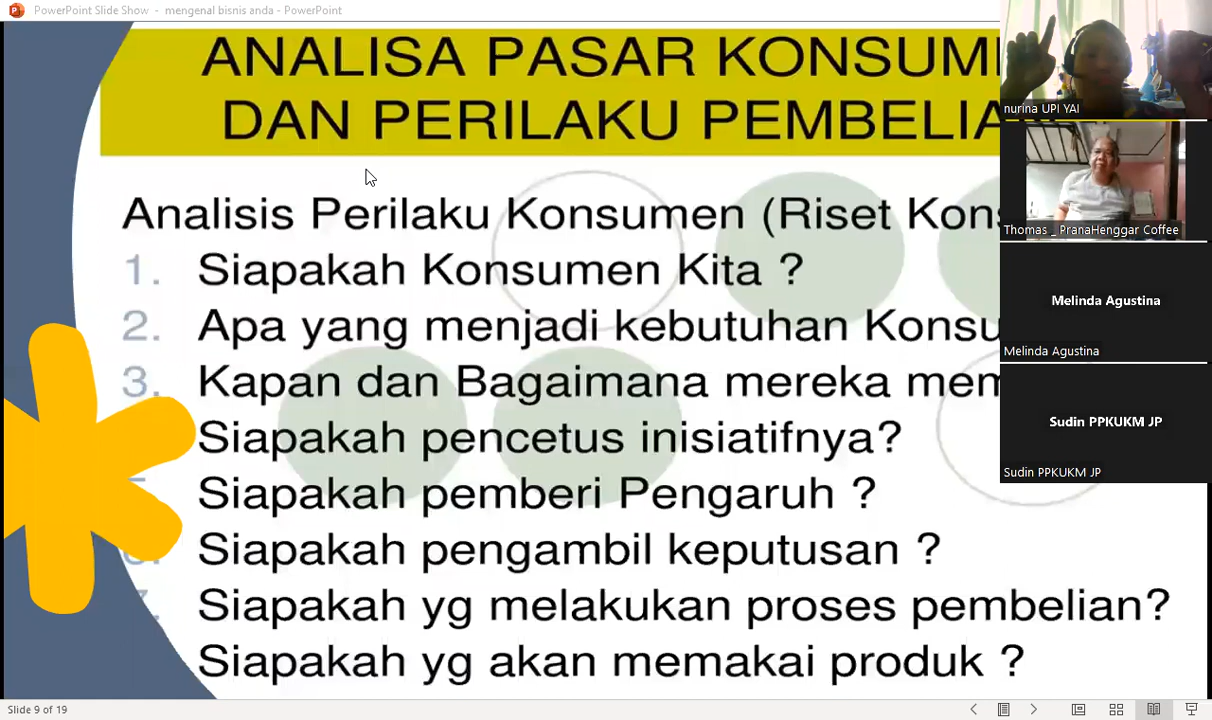 PowerPoint Slide Show - mengenal bisnis anda - PowerPoint
ANALISA PASAR KONSUM
DAN PERILAKU PEMBELIA
Analisis Perilaku Konsumen (Riset Kons
1. Siapakah Konsumen Kita ?
2. Apa yang menjadi kebutuhan Konsu
3. Kapan dan Bagaimana mereka mem
Siapakah pencetus inisiatifnya?
Siapakah pemberi Pengaruh ?
Siapakah pengambil keputusan ?
Siapakah yg melakukan proses pembelian?
Siapakah yg akan memakai produk ?
nurina UPI YAI
Thomas _ PranaHenggar Coffee
Melinda Agustina
Melinda Agustina
Sudin PPKUKM JP
Sudin PPKUKM JP
Slide 9 of 19